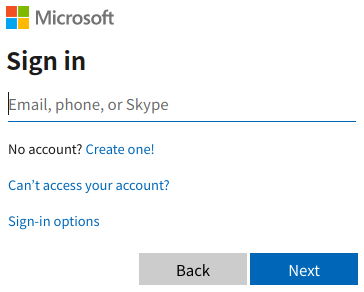 Microsoft
Sign in
Email, phone, or Skype
No account? Create one!
Can't access your account?
Sign-in options
Back Next